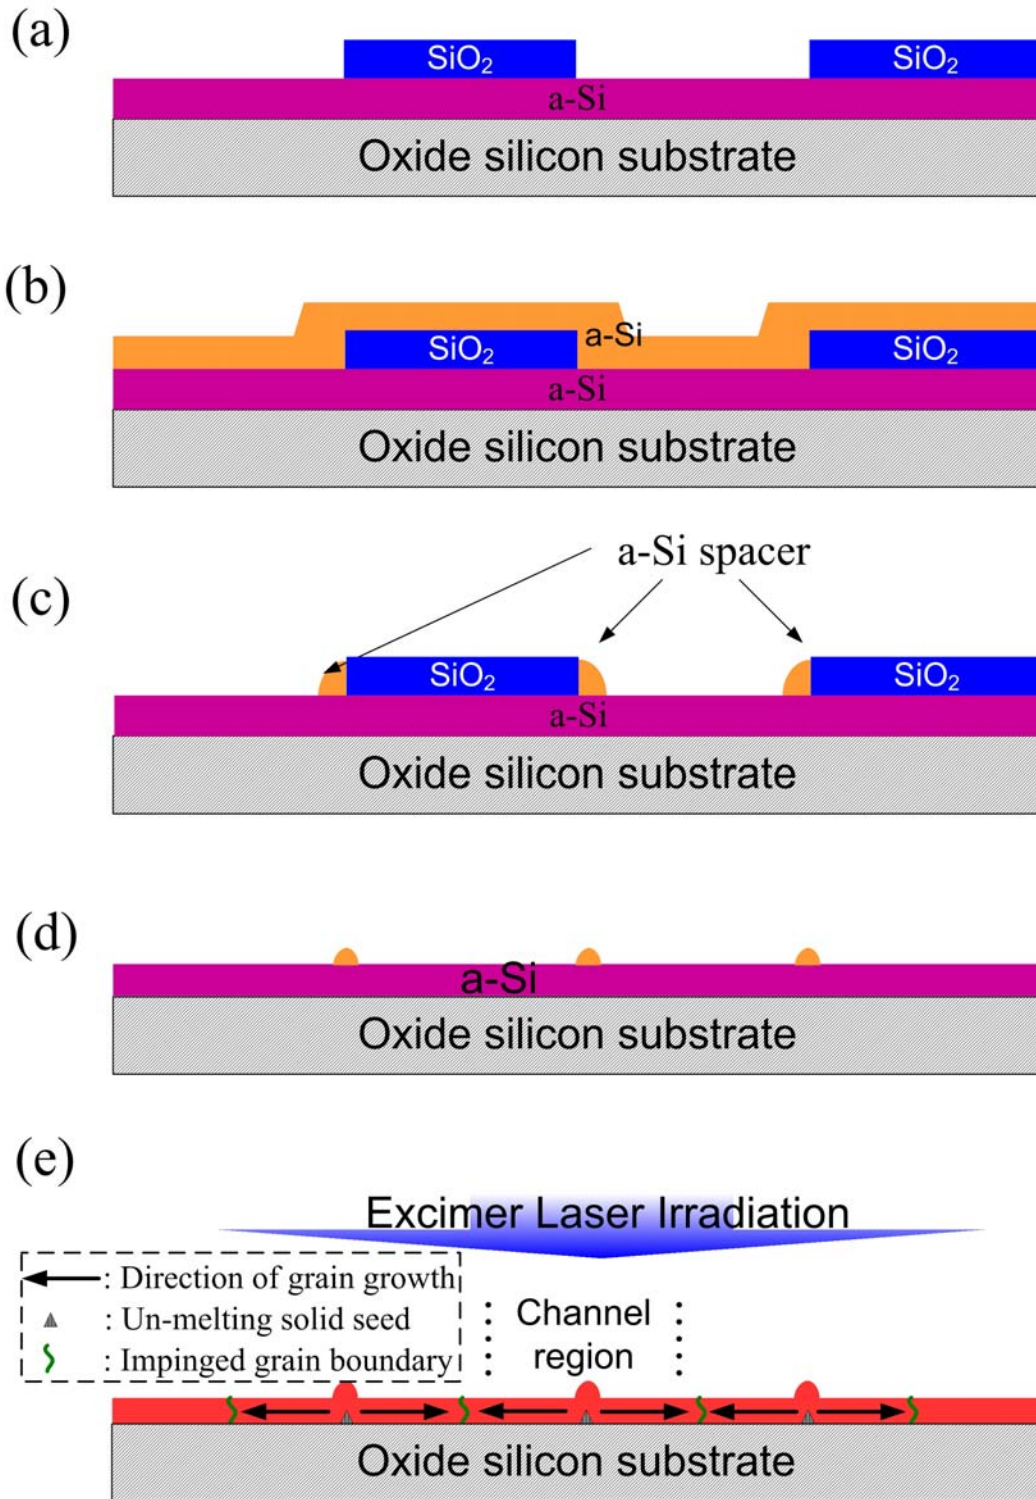 (a)
SiO₂ SiO₂
a-Si
Oxide silicon substrate
(b)
a-Si
SiO₂ SiO₂
a-Si
Oxide silicon substrate
a-Si spacer
(c)
SiO₂ SiO₂
a-Si
Oxide silicon substrate
(d)
a-Si
Oxide silicon substrate
(e)
Excimer Laser Irradiation
: Direction of grain growth
: Un-melting solid seed
: Impinged grain boundary
Channel
region
Oxide silicon substrate